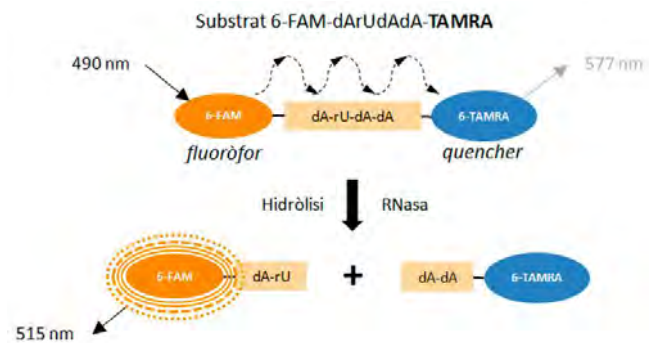 Substrat 6-FAM-dArUdAdA-TAMRA
490 nm
577 nm
6-FAM
dA-rU-dA-dA
6-TAMRA
fluoròfor
quencher
Hidròlisi
RNasa
6-FAM
dA-rU
+
dA-dA
6-TAMRA
515 nm